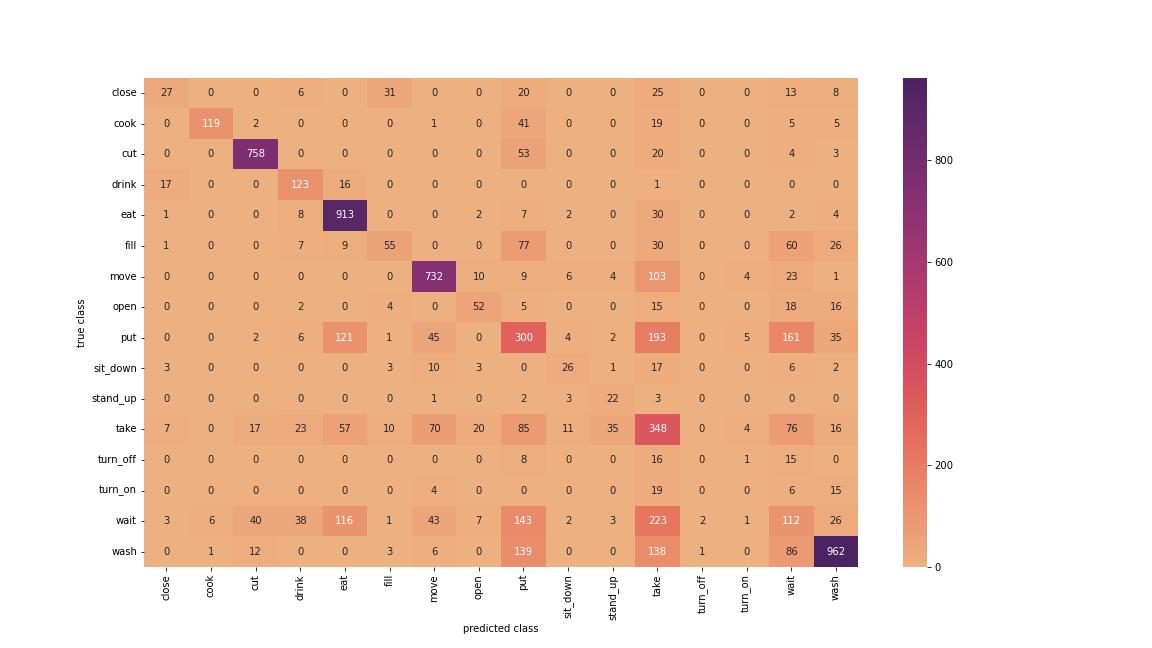 close 27 0 0 6 0 31 0 0 20 0 0 25 0 0 13 8
cook 0 119 2 0 0 0 1 0 41 0 0 19 0 0 5 5
cut 0 0 758 0 0 0 0 0 53 0 0 20 0 0 4 3
800
drink 17 0 0 123 16 0 0 0 0 0 0 1 0 0 0 0
eat 1 0 0 8 913 0 0 2 7 2 0 30 0 0 2 4
fill 1 0 0 7 9 55 0 0 77 0 0 30 0 0 60 26
600
move 0 0 0 0 0 0 732 10 9 6 4 103 0 4 23 1
open 0 0 0 2 0 4 0 52 5 0 0 15 0 0 18 16
true class
put 0 0 2 6 121 1 45 0 300 4 2 193 0 5 161 35
400
sit_down 3 0 0 0 0 3 10 3 0 26 1 17 0 0 6 2
stand_up 0 0 0 0 0 0 1 0 2 3 22 3 0 0 0 0
take 7 0 17 23 57 10 70 20 85 11 35 348 0 4 76 16
turn_off 0 0 0 0 0 0 0 0 8 0 0 16 0 1 15 0
200
turn_on 0 0 0 0 0 0 4 0 0 0 0 19 0 0 6 15
wait 3 6 40 38 116 1 43 7 143 2 3 223 2 1 112 26
wash 0 1 12 0 0 3 6 0 139 0 0 138 1 0 86 962
0
close cook cut drink eat fill move open put sit_down stand_up take turn_off turn_on wait wash
predicted class